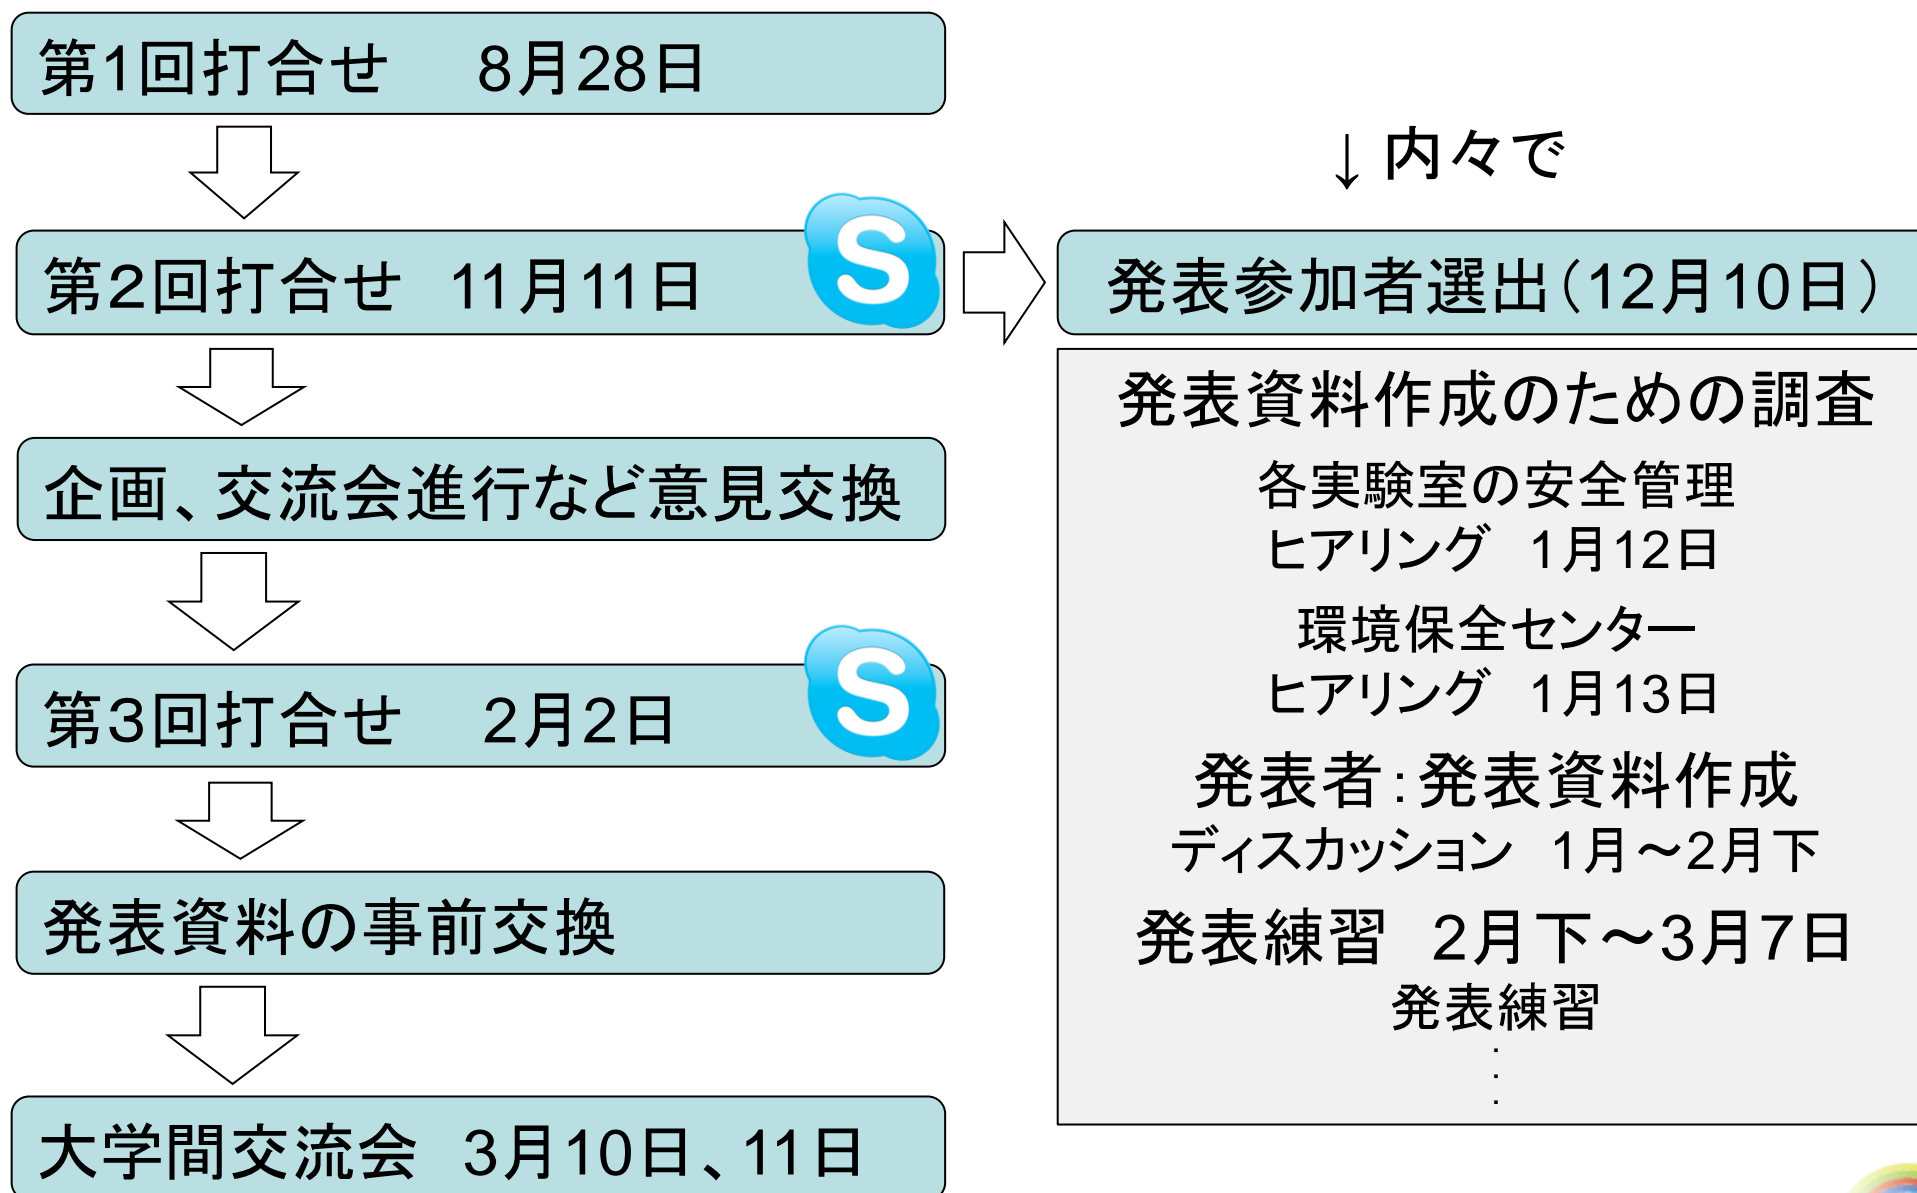 第1回打合せ　8月28日
第２回打合せ　11月11日
企画、交流会進行など意見交換
第３回打合せ　2月2日
発表資料の事前交換
大学間交流会　3月10日、11日
↓内々で
発表参加者選出（12月10日）
発表資料作成のための調査
各実験室の安全管理
ヒアリング　1月12日
環境保全センター
ヒアリング　1月13日
発表者：発表資料作成
ディスカッション　1月～2月下
発表練習　2月下～3月7日
発表練習
.
.
.